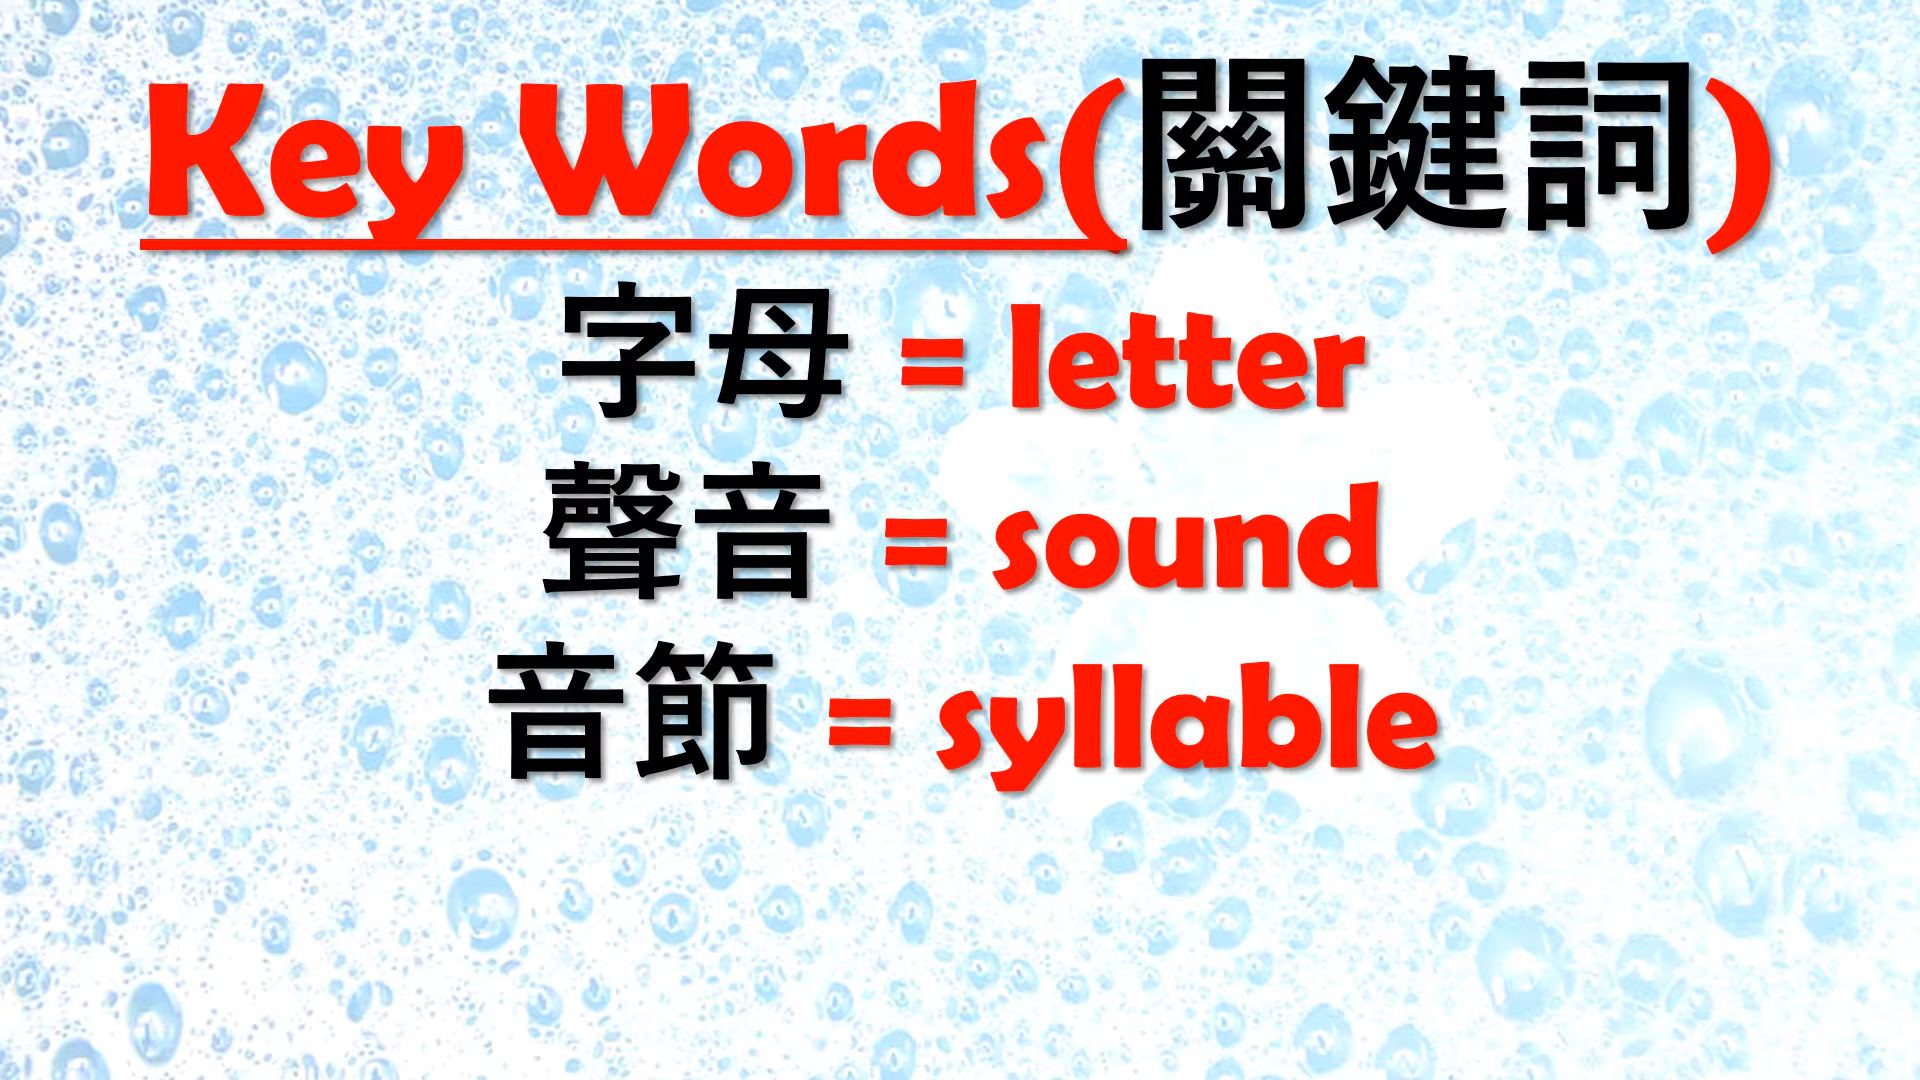 Key Words(關鍵詞)
字母 = letter
聲音 = sound
音節 = syllable